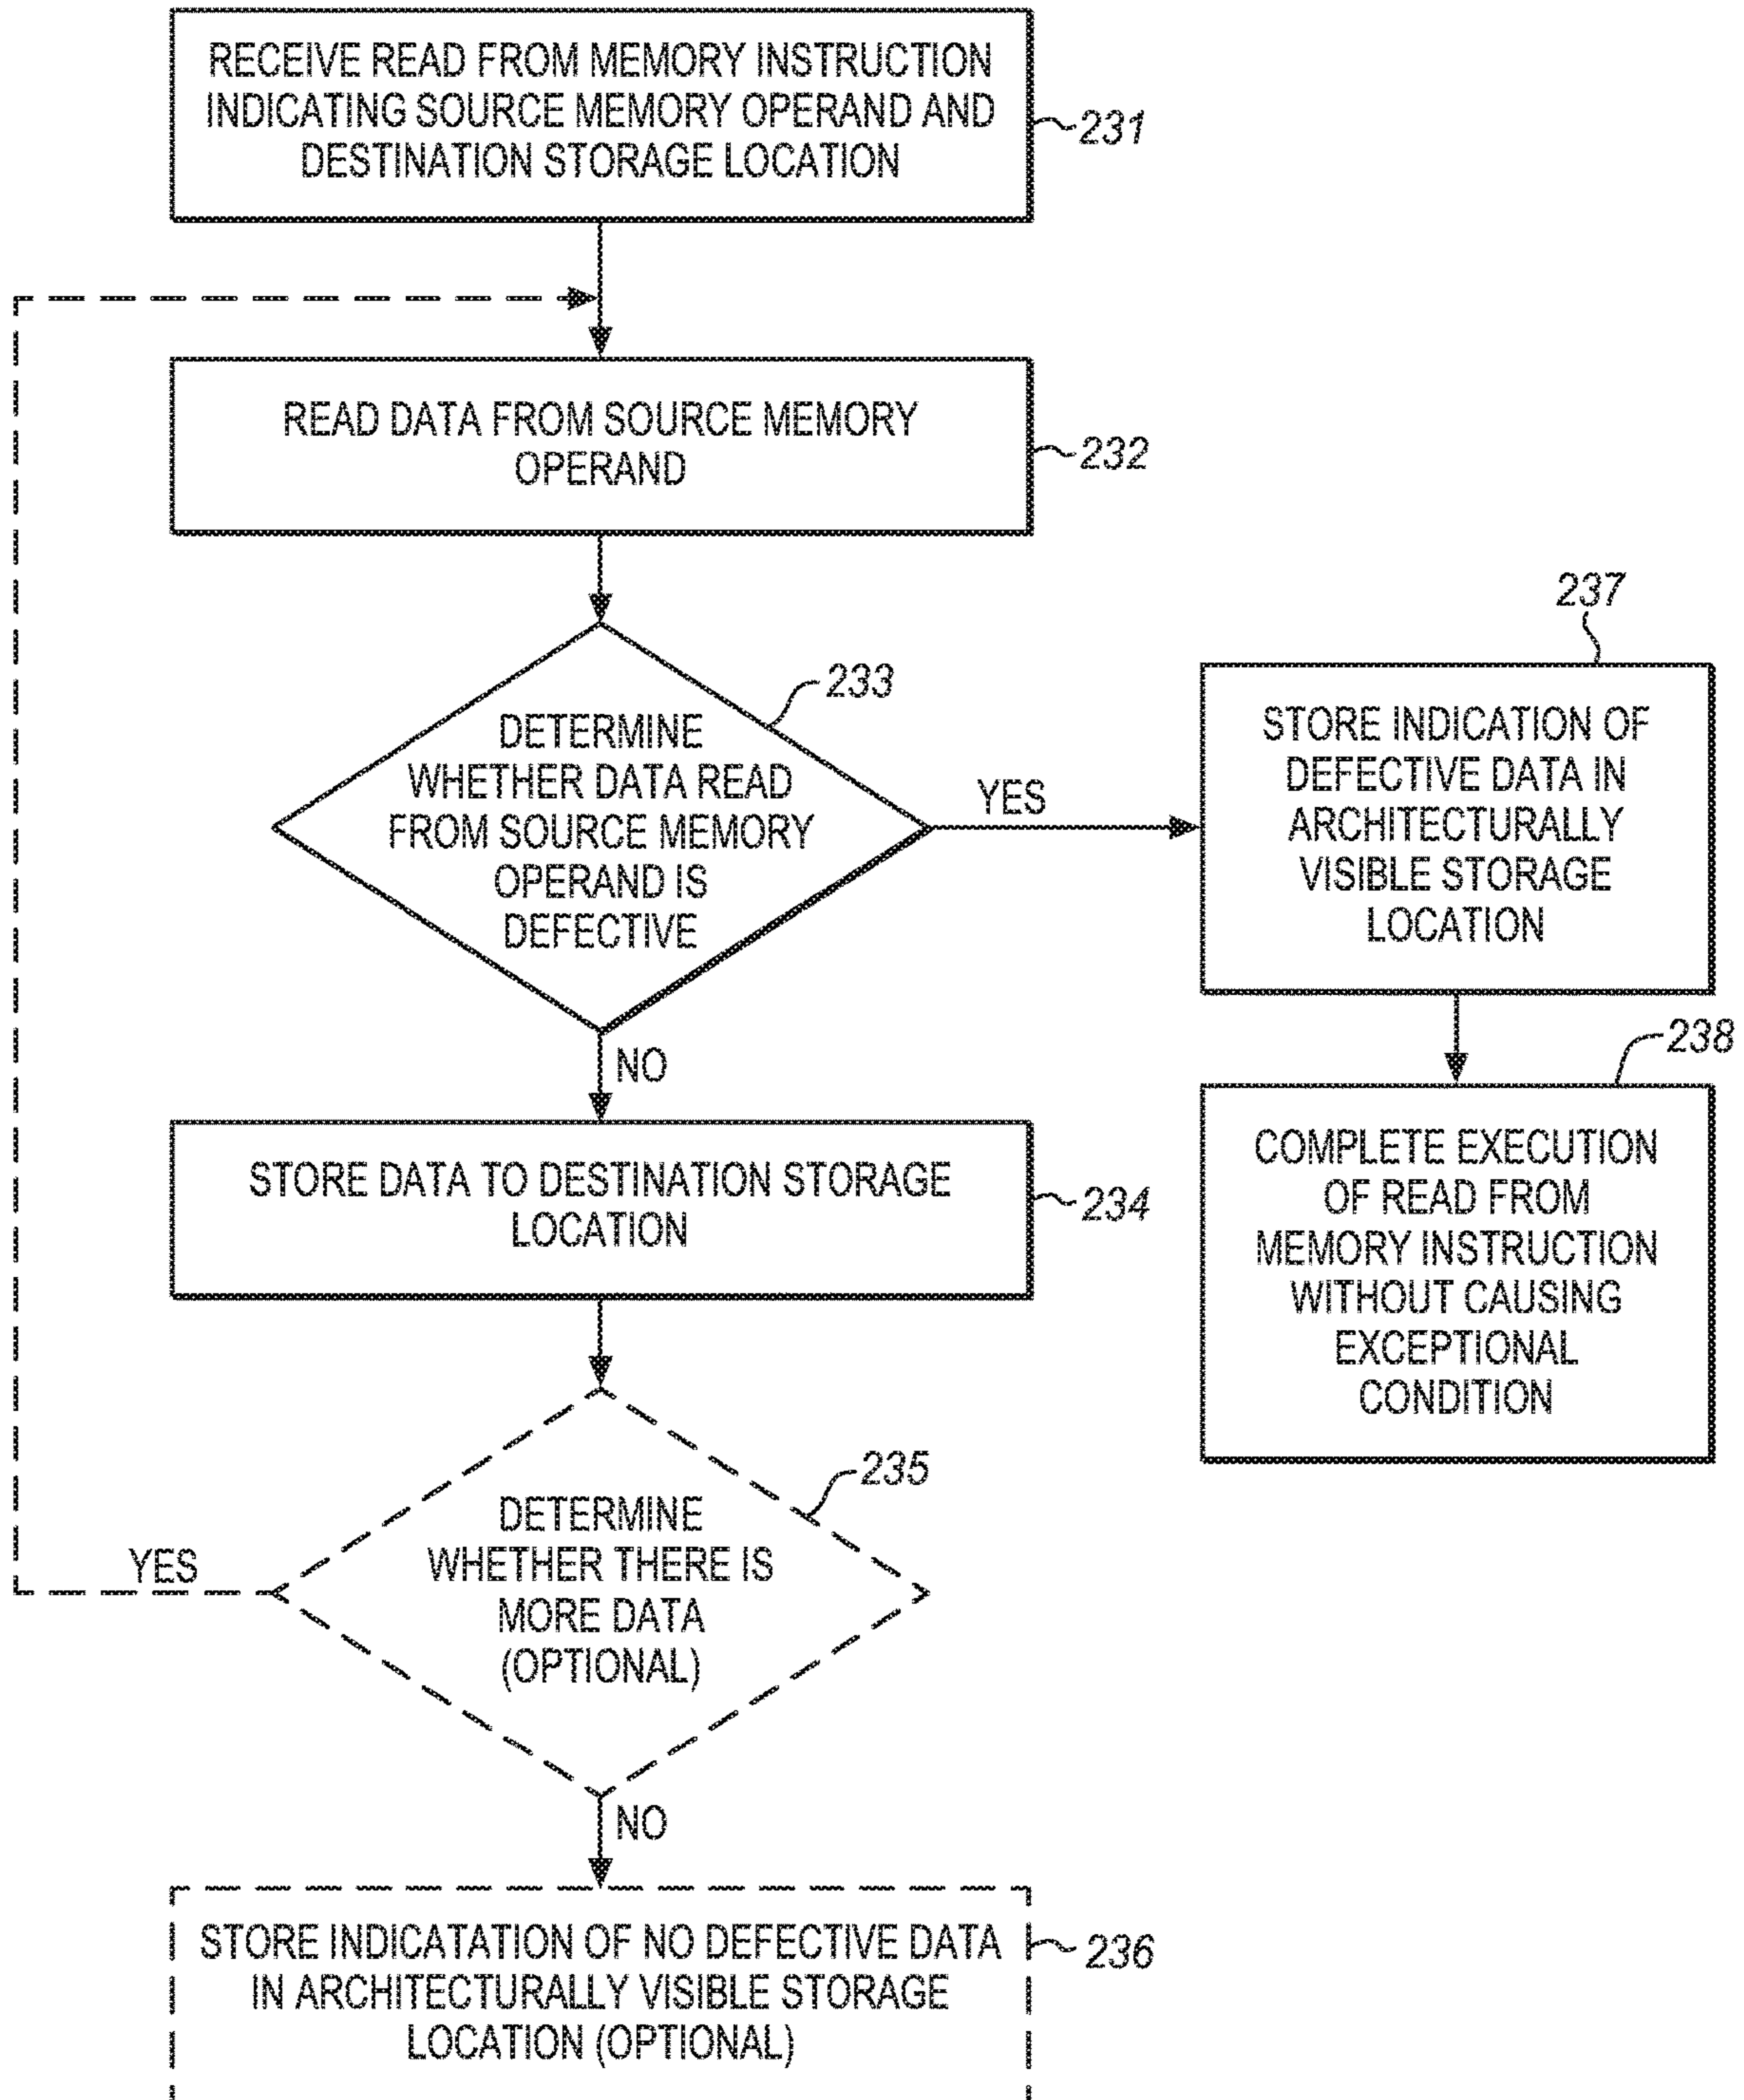 RECEIVE READ FROM MEMORY INSTRUCTION
INDICATING SOURCE MEMORY OPERAND AND
DESTINATION STORAGE LOCATION
231
READ DATA FROM SOURCE MEMORY
OPERAND
232
233
DETERMINE
WHETHER DATA READ
FROM SOURCE MEMORY
OPERAND IS
DEFECTIVE
YES
NO
237
STORE INDICATION OF
DEFECTIVE DATA IN
ARCHITECTURALLY
VISIBLE STORAGE
LOCATION
238
COMPLETE EXECUTION
OF READ FROM
MEMORY INSTRUCTION
WITHOUT CAUSING
EXCEPTIONAL
CONDITION
STORE DATA TO DESTINATION STORAGE
LOCATION
234
235
DETERMINE
WHETHER THERE IS
MORE DATA
(OPTIONAL)
YES
NO
STORE INDICATATION OF NO DEFECTIVE DATA
IN ARCHITECTURALLY VISIBLE STORAGE
LOCATION (OPTIONAL)
236